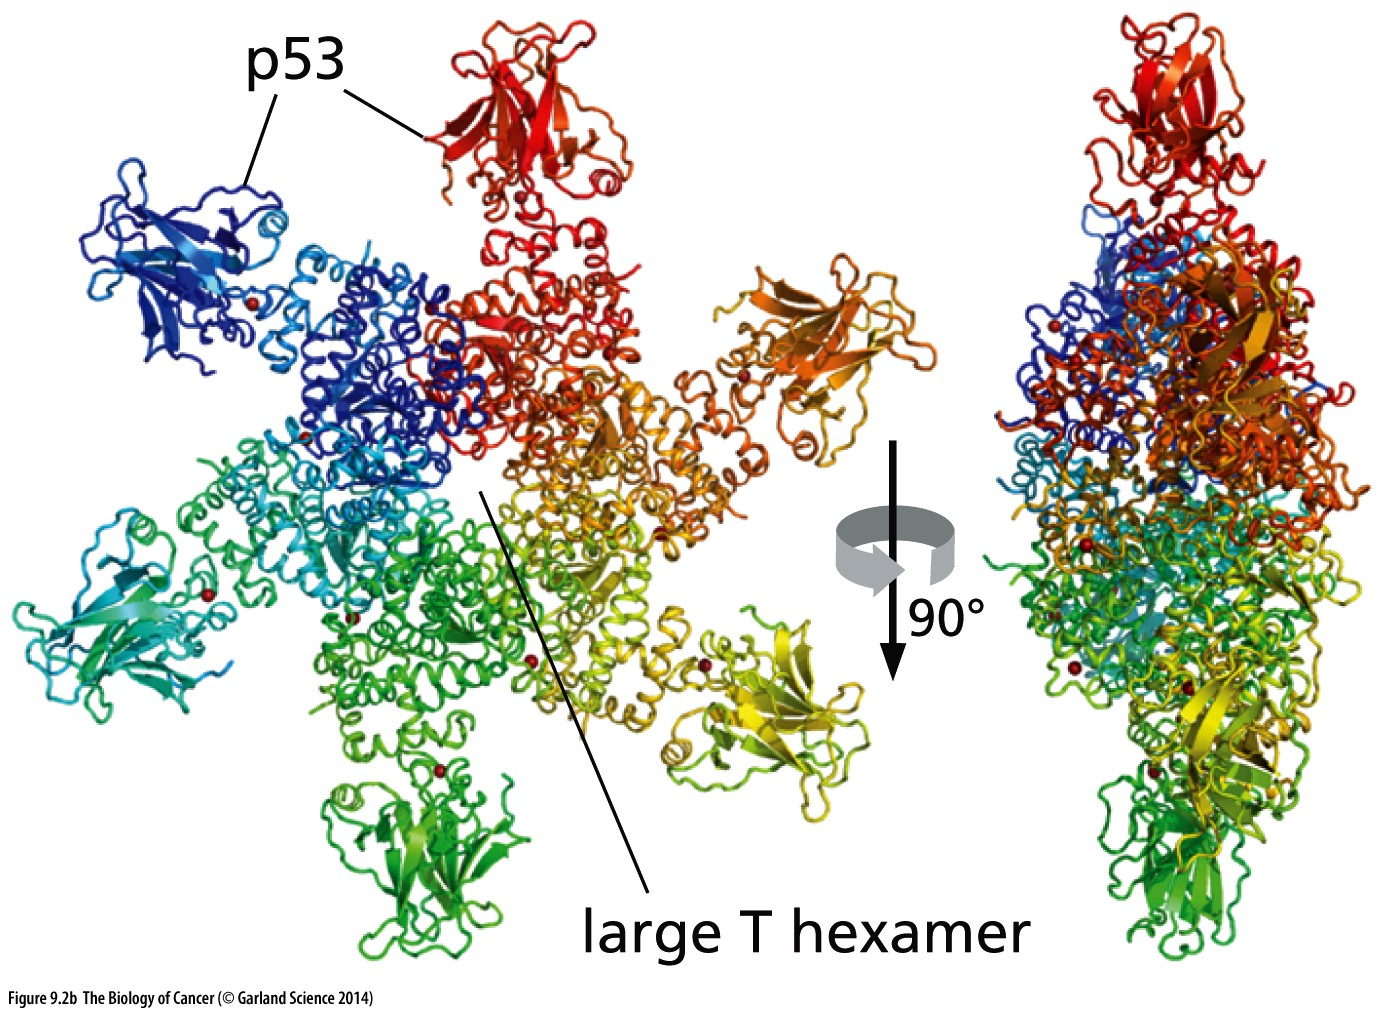 p53
90°
large T hexamer
Figure 9.2b The Biology of Cancer (© Garland Science 2014)